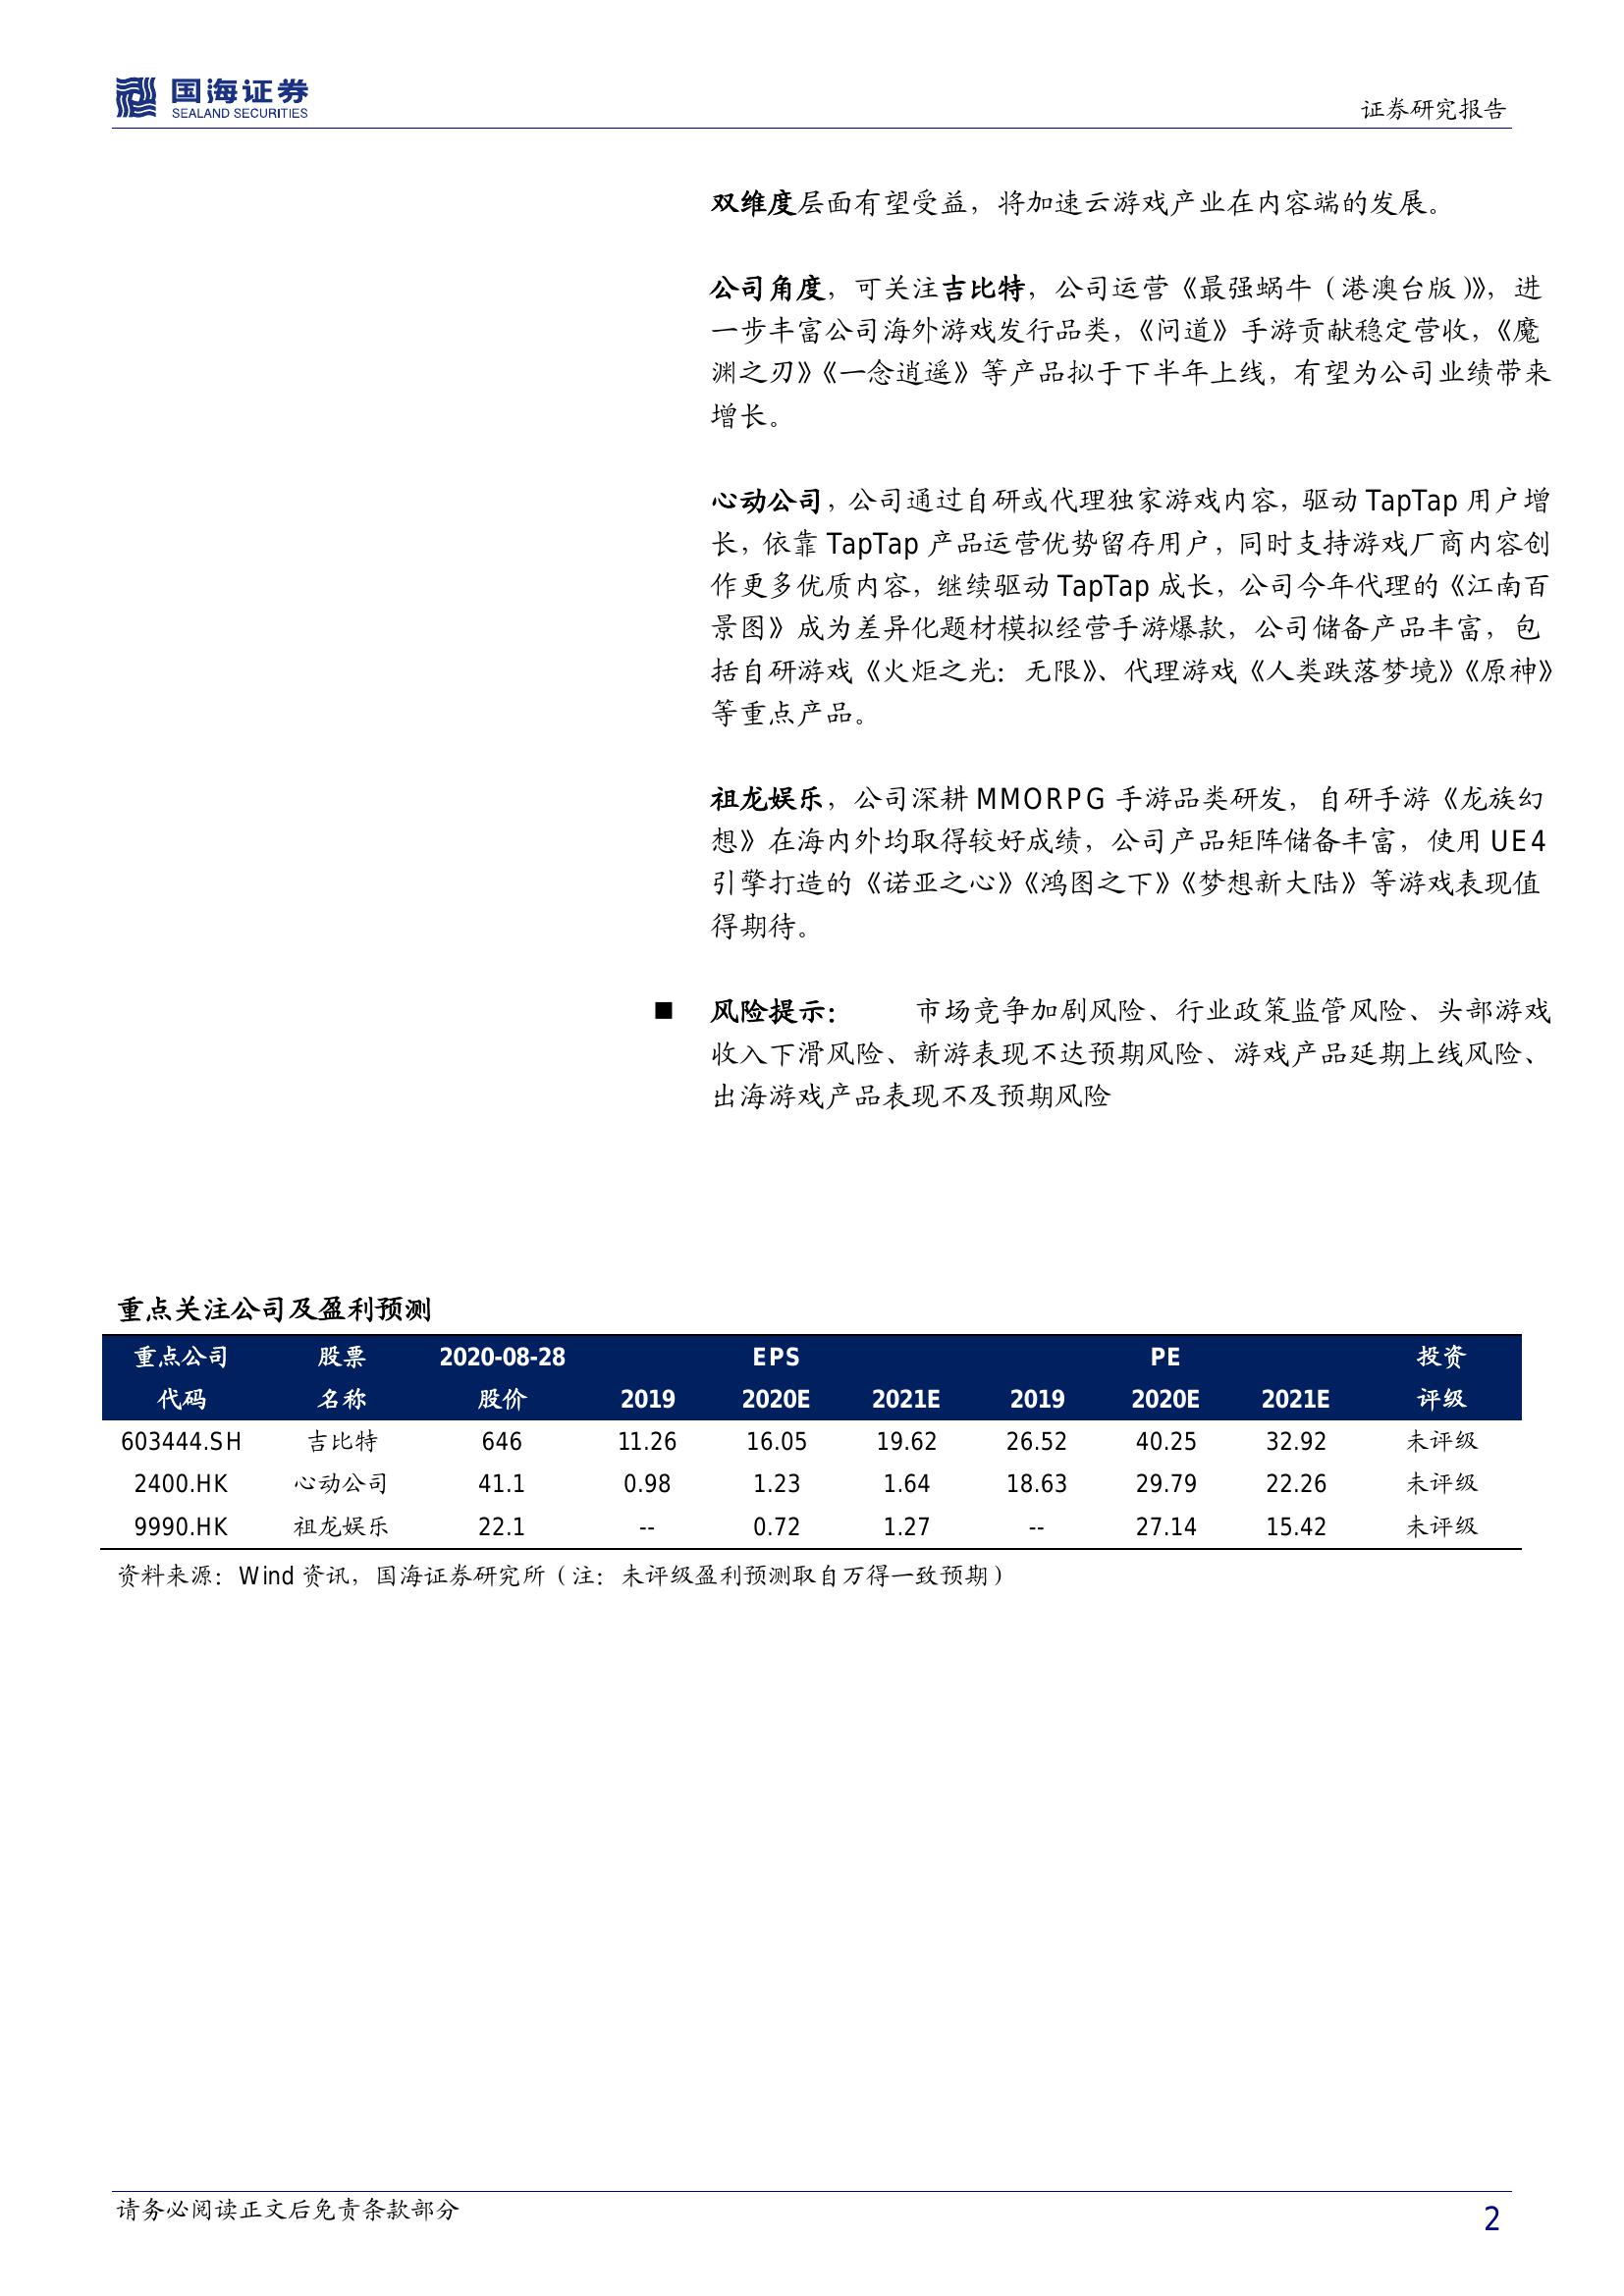 国海证券
SEALAND SECURITIES
证券研究报告
双维度层面有望受益，将加速云游戏产业在内容端的发展。
公司角度，可关注吉比特，公司运营《最强蜗牛（港澳台版）》，进
一步丰富公司海外游戏发行品类，《问道》手游贡献稳定营收，《魔
渊之刃》《一念逍遥》等产品拟于下半年上线，有望为公司业绩带来
增长。
心动公司，公司通过自研或代理独家游戏内容，驱动 TapTap 用户增
长，依靠 TapTap 产品运营优势留存用户，同时支持游戏厂商内容创
作更多优质内容，继续驱动 TapTap 成长，公司今年代理的《江南百
景图》成为差异化题材模拟经营手游爆款，公司储备产品丰富，包
括自研游戏《火炬之光：无限》、代理游戏《人类跌落梦境》《原神》
等重点产品。
祖龙娱乐，公司深耕 MMORPG 手游品类研发，自研手游《龙族幻
想》在海内外均取得较好成绩，公司产品矩阵储备丰富，使用 UE4
引擎打造的《诺亚之心》《鸿图之下》《梦想新大陆》等游戏表现值
得期待。
■ 风险提示： 市场竞争加剧风险、行业政策监管风险、头部游戏
收入下滑风险、新游表现不达预期风险、游戏产品延期上线风险、
出海游戏产品表现不及预期风险
重点关注公司及盈利预测
重点公司 股票 2020-08-28 EPS PE 投资
代码 名称 股价 2019 2020E 2021E 2019 2020E 2021E 评级
603444.SH 吉比特 646 11.26 16.05 19.62 26.52 40.25 32.92 未评级
2400.HK 心动公司 41.1 0.98 1.23 1.64 18.63 29.79 22.26 未评级
9990.HK 祖龙娱乐 22.1 -- 0.72 1.27 -- 27.14 15.42 未评级
资料来源：Wind 资讯，国海证券研究所（注：未评级盈利预测取自万得一致预期）
请务必阅读正文后免责条款部分
2